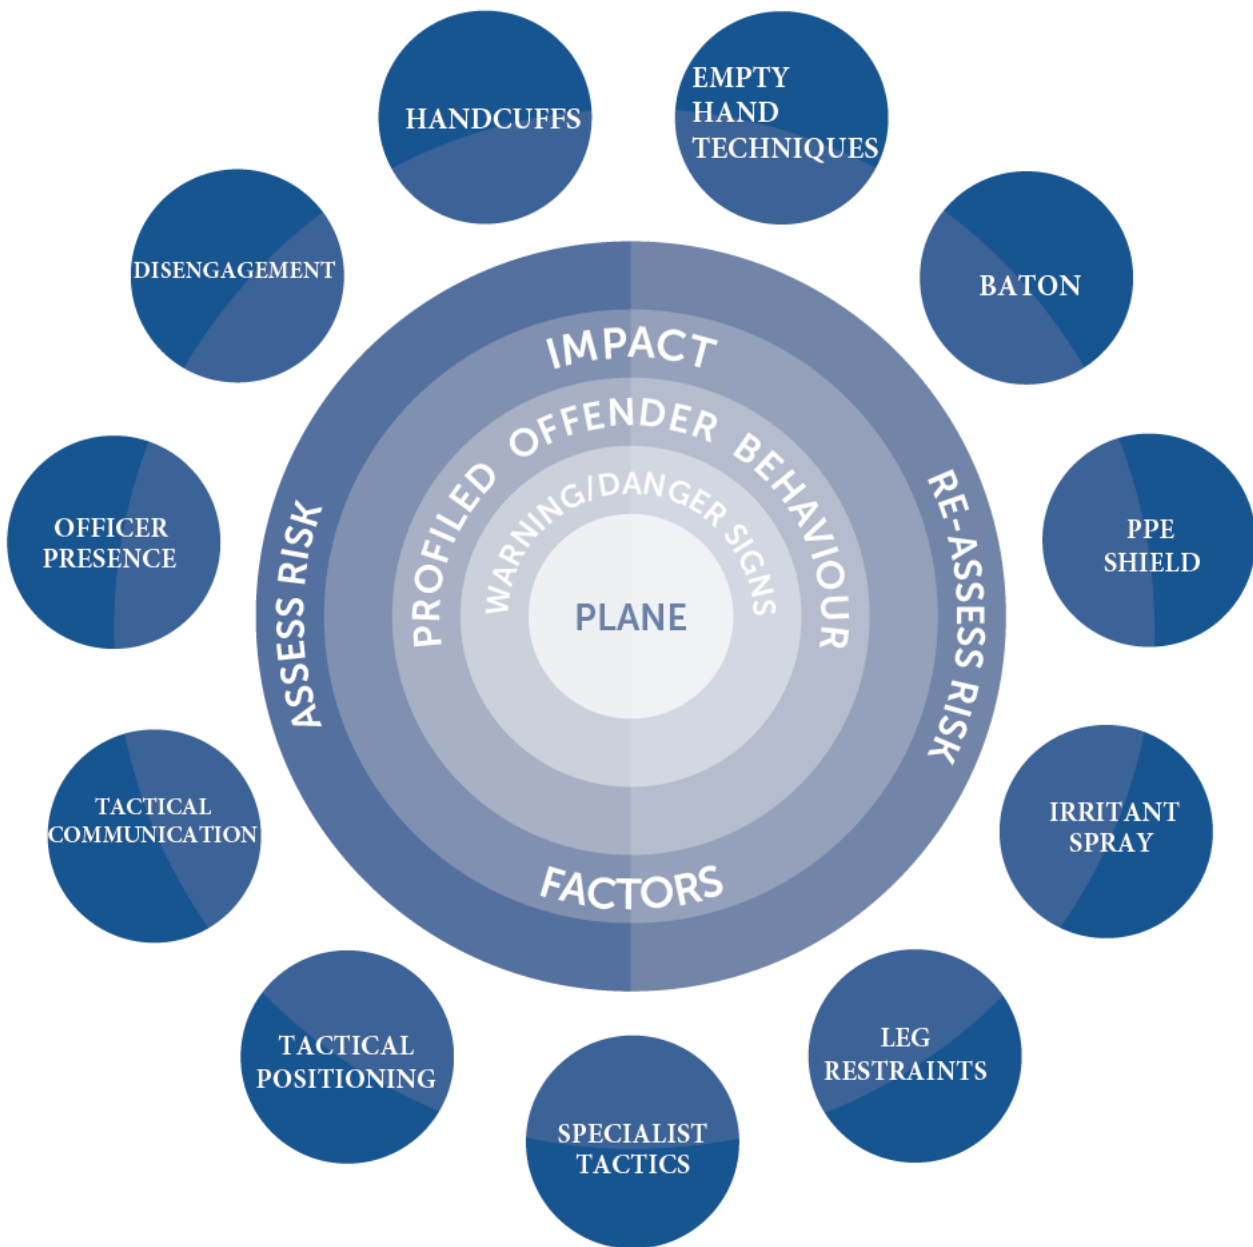 HANDCUFFS
EMPTY
HAND
TECHNIQUES
DISENGAGEMENT
BATON
OFFICER
PRESENCE
PPE
SHIELD
TACTICAL
COMMUNICATION
IRRITANT
SPRAY
TACTICAL
POSITIONING
LEG
RESTRAINTS
SPECIALIST
TACTICS
ASSESS RISK
RE-ASSESS RISK
IMPACT
FACTORS
PROFILED OFFENDER BEHAVIOUR
WARNING/DANGER SIGNS
PLANE